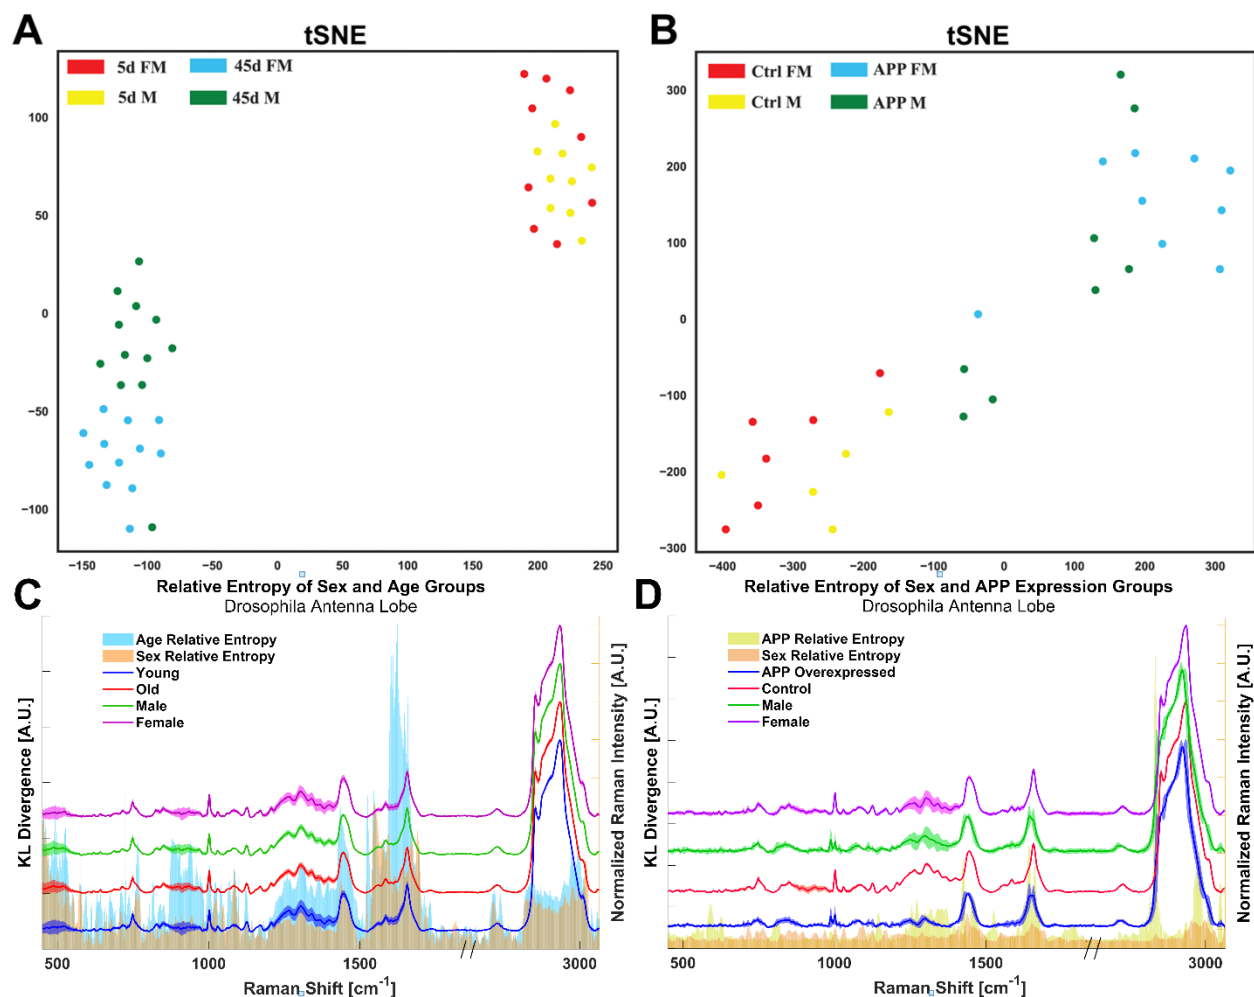 A
tSNE
5d FM
45d FM
5d M
45d M
100
50
0
−50
−100
−150
−100
−50
0
50
100
150
200
250
B
tSNE
Ctrl FM
APP FM
Ctrl M
APP M
300
200
100
0
−100
−200
−300
−400
−300
−200
−100
0
100
200
300
C
Relative Entropy of Sex and Age Groups
Drosophila Antenna Lobe
Age Relative Entropy
Sex Relative Entropy
Young
Old
Male
Female
KL Divergence [A.U.]
Normalized Raman Intensity [A.U.]
500
1000
1500
3000
Raman Shift [cm⁻¹]
D
Relative Entropy of Sex and APP Expression Groups
Drosophila Antenna Lobe
APP Relative Entropy
Sex Relative Entropy
APP Overexpressed
Control
Male
Female
KL Divergence [A.U.]
Normalized Raman Intensity [A.U.]
500
1000
1500
3000
Raman Shift [cm⁻¹]